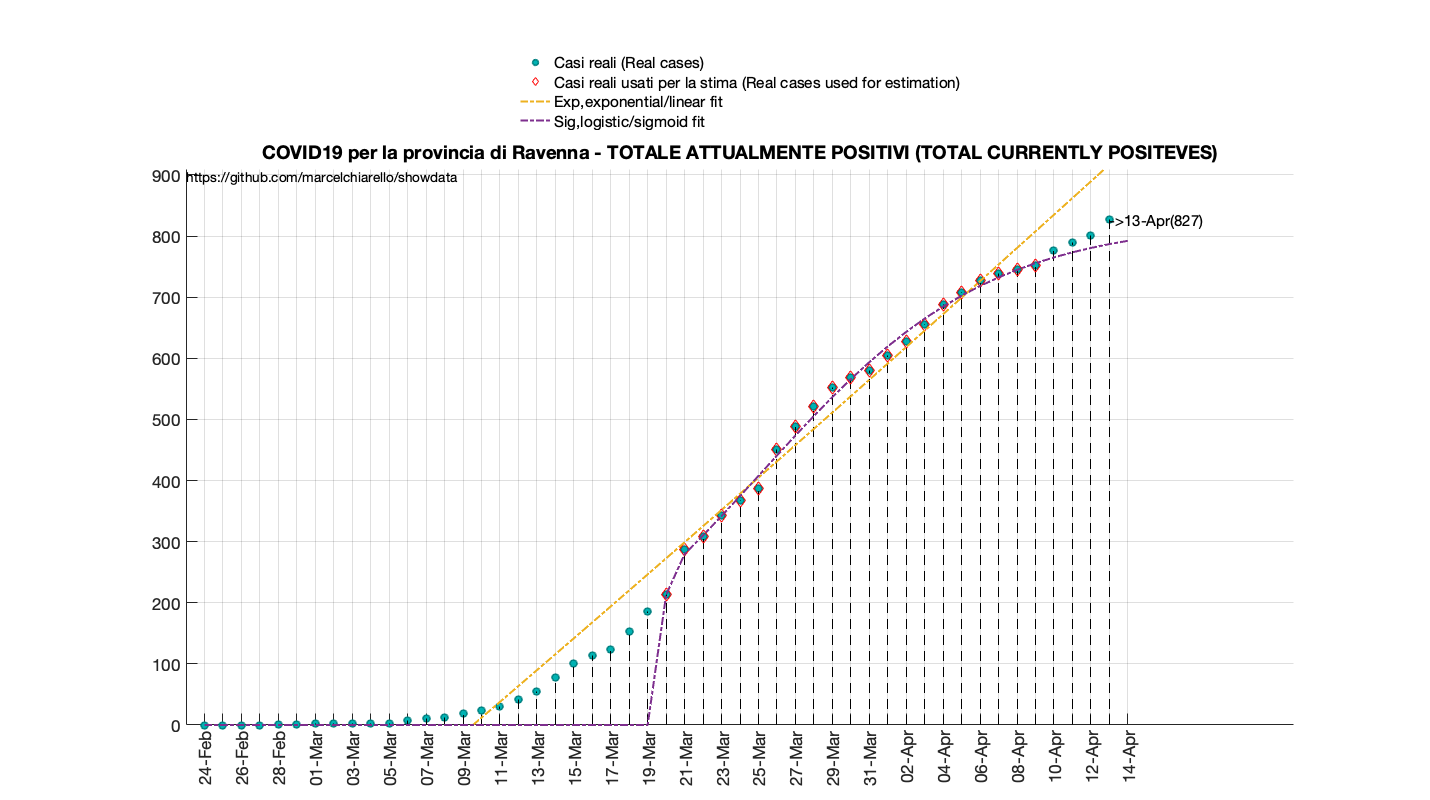 Casi reali (Real cases)
Casi reali usati per la stima (Real cases used for estimation)
Exp,exponential/linear fit
Sig,logistic/sigmoid fit
COVID19 per la provincia di Ravenna - TOTALE ATTUALMENTE POSITIVI (TOTAL CURRENTLY POSITEVES)
https://github.com/marcelchiarello/showdata
900
800
700
600
500
400
300
200
100
0
>13-Apr(827)
24-Feb
26-Feb
28-Feb
01-Mar
03-Mar
05-Mar
07-Mar
09-Mar
11-Mar
13-Mar
15-Mar
17-Mar
19-Mar
21-Mar
23-Mar
25-Mar
27-Mar
29-Mar
31-Mar
02-Apr
04-Apr
06-Apr
08-Apr
10-Apr
12-Apr
14-Apr